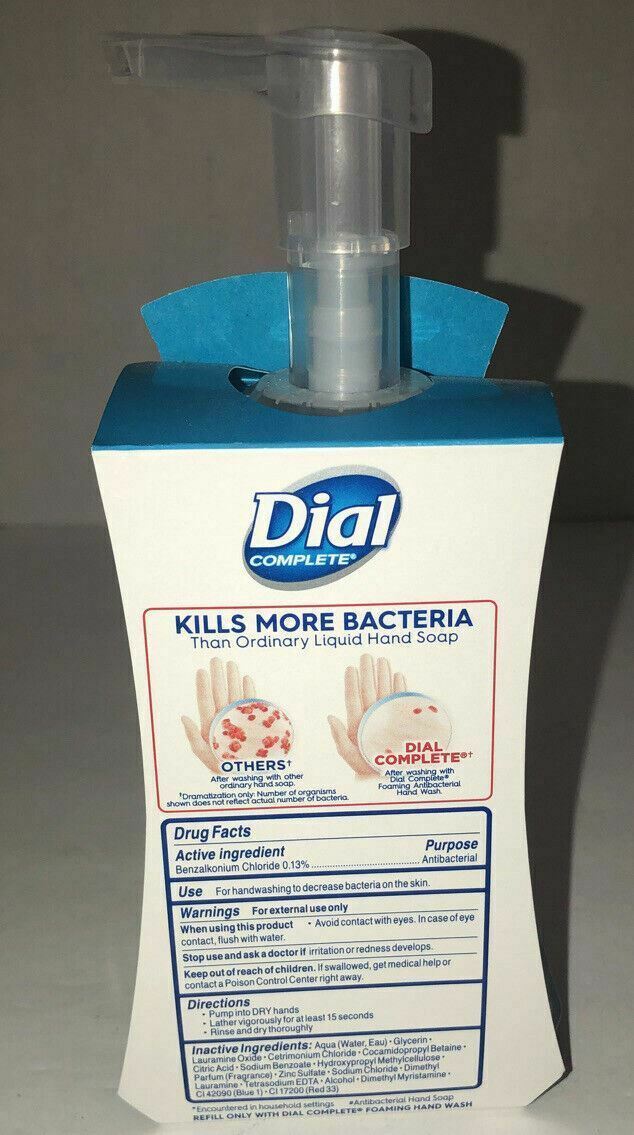 Dial
COMPLETE®
KILLS MORE BACTERIA
Than Ordinary Liquid Hand Soap
OTHERS†
After washing with other
ordinary hand soap.
DIAL
COMPLETE®†
After washing with
Dial Complete®
Foaming Antibacterial
Hand Wash.
†Dramatization only: Number of organisms
shown does not reflect actual number of bacteria.
Drug Facts
Active ingredient Purpose
Benzalkonium Chloride 0.13% ........ Antibacterial
Use For handwashing to decrease bacteria on the skin.
Warnings For external use only
When using this product • Avoid contact with eyes. In case of eye
contact, flush with water.
Stop use and ask a doctor if irritation or redness develops.
Keep out of reach of children. If swallowed, get medical help or
contact a Poison Control Center right away.
Directions
• Pump into DRY hands
• Lather vigorously for at least 15 seconds
• Rinse and dry thoroughly
Inactive Ingredients: Aqua (Water, Eau) • Glycerin •
Lauramine Oxide • Cetrimonium Chloride • Cocamidopropyl Betaine •
Citric Acid • Sodium Benzoate • Hydroxypropyl Methylcellulose •
Parfum (Fragrance) • Zinc Sulfate • Sodium Chloride • Dimethyl
Lauramine • Tetrasodium EDTA • Alcohol • Dimethyl Myristamine •
CI 42090 (Blue 1) • CI 17200 (Red 33)
*Encountered in household settings #Antibacterial Hand Soap
REFILL ONLY WITH DIAL COMPLETE® FOAMING HAND WASH